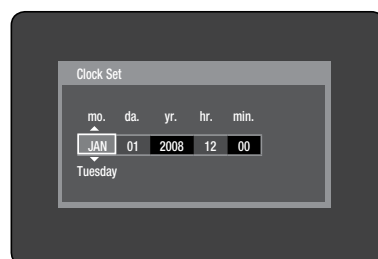 Clock Set
mo. da. yr. hr. min.
JAN 01 2008 12 00
Tuesday